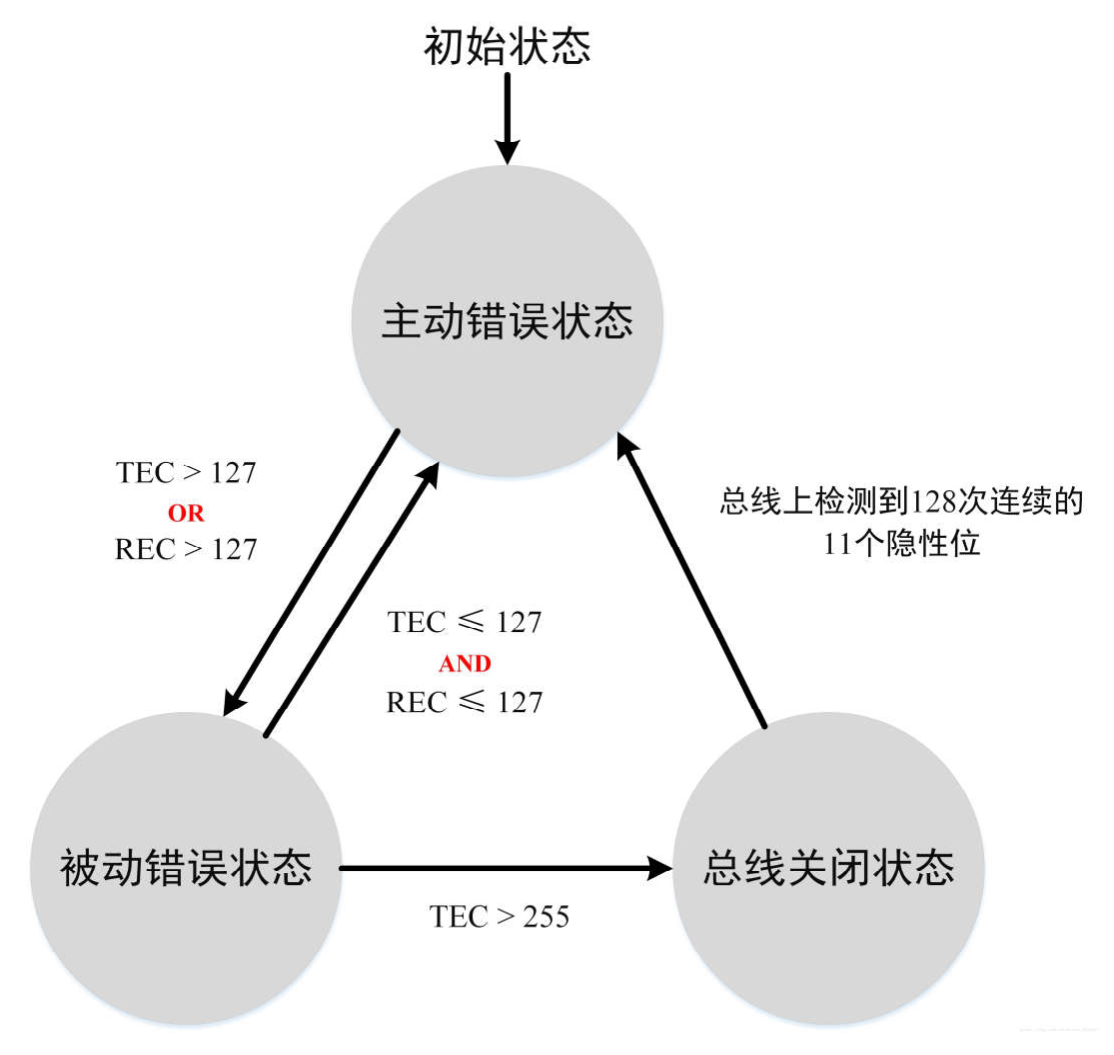 初始状态
主动错误状态
TEC > 127
OR
REC > 127
总线上检测到128次连续的
11个隐性位
TEC ≤ 127
AND
REC ≤ 127
被动错误状态
总线关闭状态
TEC > 255